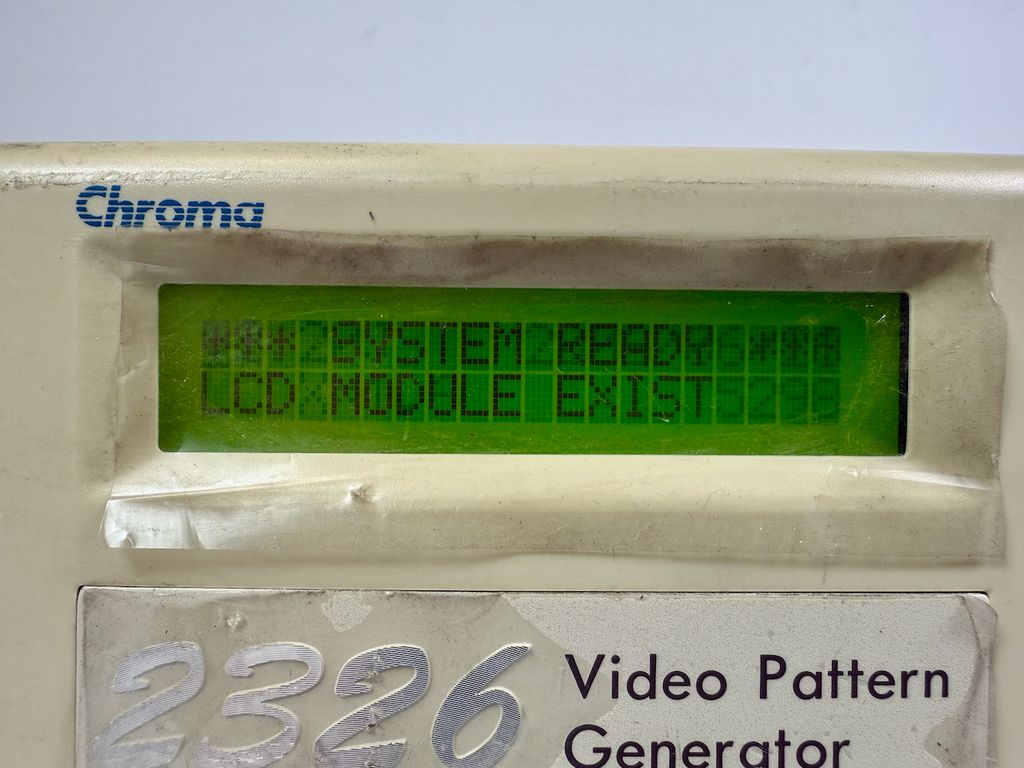 Chroma
*** SYSTEM READY ***
LCD MODULE EXIST
2326
Video Pattern
Generator